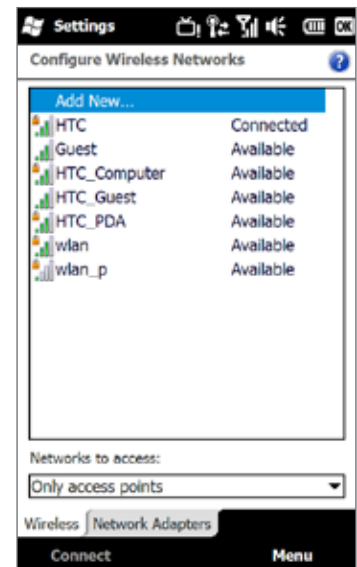 Settings OK
Configure Wireless Networks ?
Add New...
HTC Connected
Guest Available
HTC_Computer Available
HTC_Guest Available
HTC_PDA Available
wlan Available
wlan_p Available
Networks to access:
Only access points
Wireless Network Adapters
Connect Menu